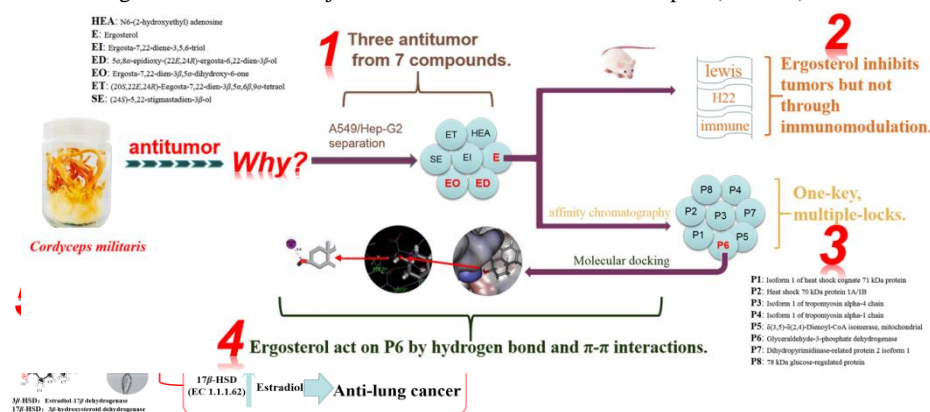 HEA: N6-(2-hydroxyethyl) adenosine
E: Ergosterol
EI: Ergosta-7,22-diene-3,5,6-triol
ED: 5α,8α-epidioxy-(22E,24R)-ergosta-6,22-dien-3β-ol
EO: Ergosta-7,22-dien-3β,5α-dihydroxy-6-one
ET: (20S,22E,24R)-Eegosta-7,22-dien-3β,5α,6β,9α-tetraol
SE: (24S)-5,22-stigmastadien-3β-ol
1
Three antitumor
from 7 compounds.
2
lewis
H22
immune
Ergosterol inhibits
tumors but not
through
immunomodulation.
antitumor
Why?
A549/Hep-G2
separation
ET
HEA
SE
EI
E
EO
ED
Cordyceps militaris
affinity chromatography
P8
P4
P2
P3
P7
P1
P5
P6
One-key,
multiple-locks.
3
Molecular docking
P1: Isoform 1 of heat shock cognate 71 kDa protein
P2: Heat shock 70 kDa protein 1A/1B
P3: Isoform 1 of tropomyosin alpha-4 chain
P4: Isoform 1 of tropomyosin alpha-1 chain
P5: δ(3,5)-δ(2,4)-Dienoyl-CoA isomerase, mitochondrial
P6: Glyceraldehyde-3-phosphate dehydrogenase
P7: Dihydropyrimidinase-related protein 2 isoform 1
P8: 78 kDa glucose-regulated protein
4
Ergosterol act on P6 by hydrogen bond and π-π interactions.
17β-HSD
(EC 1.1.1.62)
Estradiol
Anti-lung cancer
3β-HSD: Estradiol-17β dehydrogenase
17β-HSD: 3β-hydroxysteroid dehydrogenase